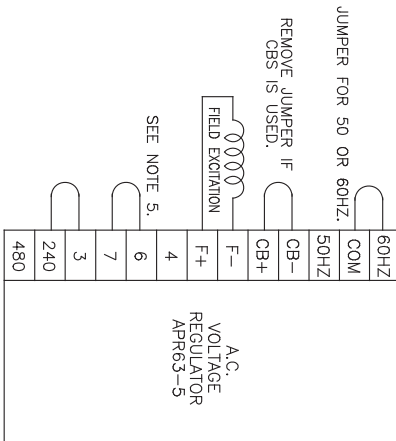 JUMPER FOR 50 OR 60HZ.
REMOVE JUMPER IF
CBS IS USED.
FIELD EXCITATION
SEE NOTE 5.
60HZ
COM
50HZ
CB-
CB+
F-
F+
4
6
7
3
240
480
A.C.
VOLTAGE
REGULATOR
APR63-5